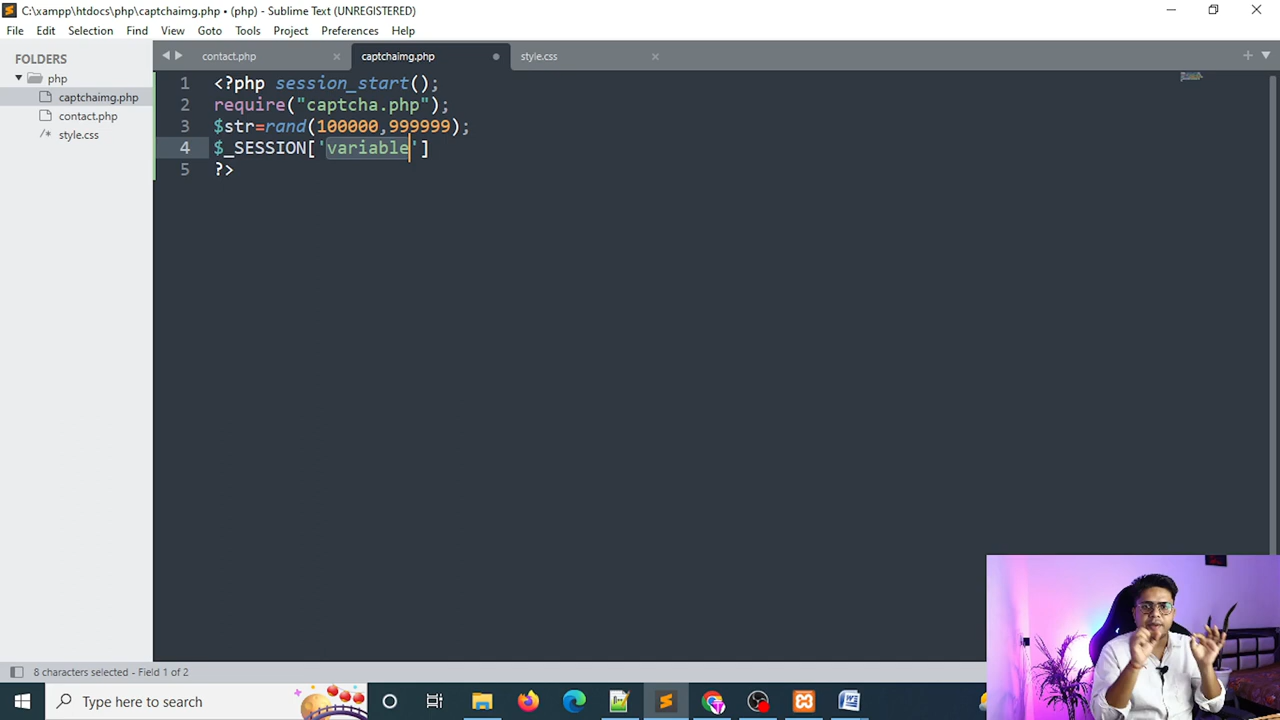 C:\xampp\htdocs\php\captchaimg.php • (php) - Sublime Text (UNREGISTERED)
File Edit Selection View Goto Tools Project Preferences Help
FOLDERS
php
captchaimg.php
contact.php
style.css
contact.php captchaimg.php style.css
1 <?php session_start();
2 require("captcha.php");
3 $str=rand(100000,999999);
4 $_SESSION['variable']
5 ?>
8 characters selected - Field 1 of 2
Type here to search